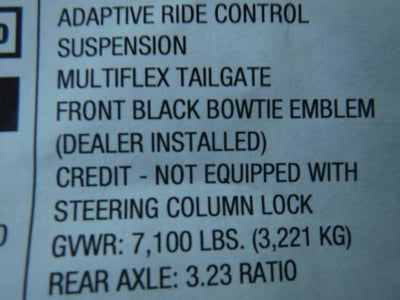 ADAPTIVE RIDE CONTROL
SUSPENSION
MULTIFLEX TAILGATE
FRONT BLACK BOWTIE EMBLEM
(DEALER INSTALLED)
CREDIT - NOT EQUIPPED WITH
STEERING COLUMN LOCK
GVWR: 7,100 LBS. (3,221 KG)
REAR AXLE: 3.23 RATIO